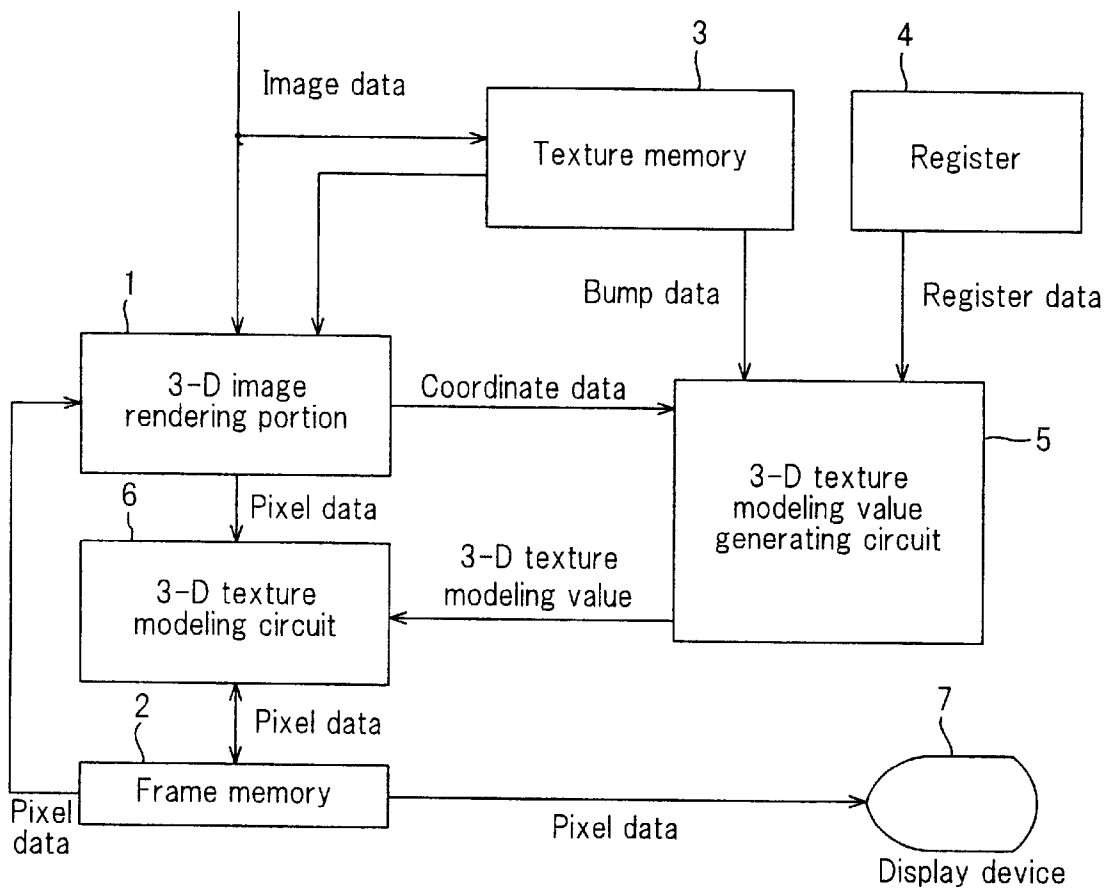 3
4
Image data
Texture memory
Register
1
Bump data
Register data
3-D image
rendering portion
Coordinate data
5
6
Pixel data
3-D texture
modeling value
generating circuit
3-D texture
modeling circuit
3-D texture
modeling value
2
Pixel data
7
Frame memory
Pixel
data
Pixel data
Display device